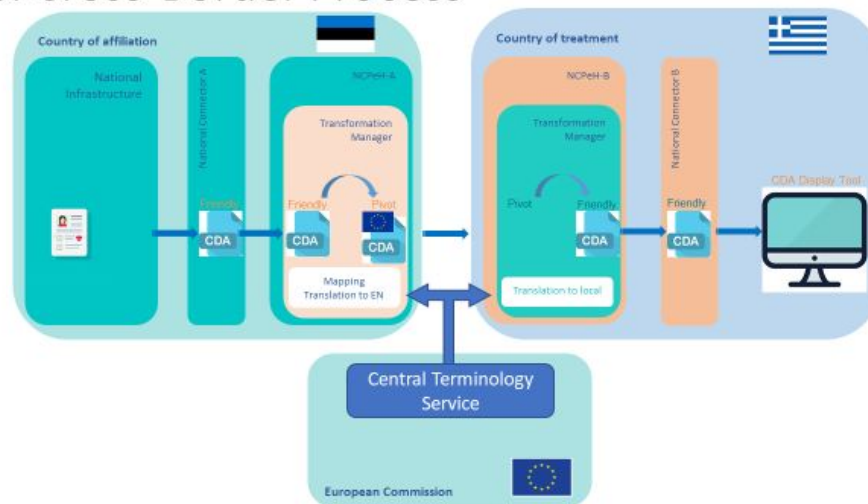 Country of affiliation
National
Infrastructure
National Connector A
NCPeH-A
Transformation
Manager
Friendly
CDA
Friendly
CDA
Pivot
CDA
Mapping
Translation to EN
Country of treatment
NCPeH-B
Transformation
Manager
Pivot
Friendly
CDA
Translation to local
National Connector B
Friendly
CDA
CDA Display Tool
Central Terminology
Service
European Commission